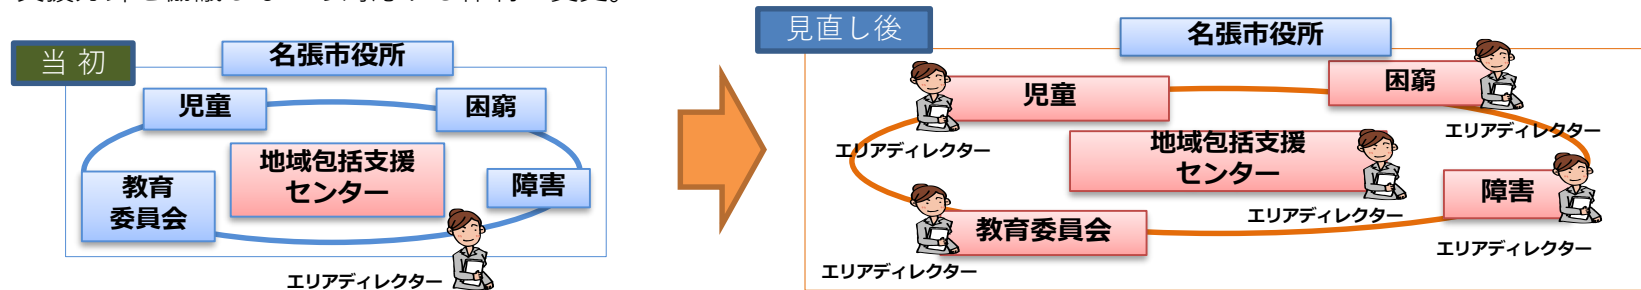 当 初
名張市役所
児童
困窮
地域包括支援
センター
教育
委員会
障害
エリアディレクター
見直し後
名張市役所
児童
困窮
エリアディレクター
エリアディレクター
地域包括支援
センター
障害
エリアディレクター
教育委員会
エリアディレクター
エリアディレクター